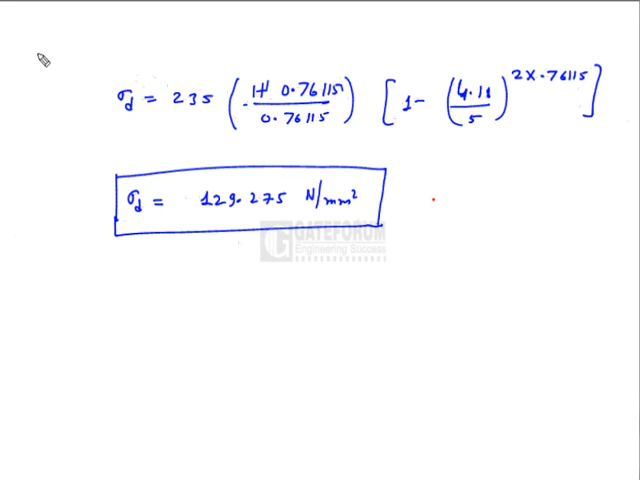 σd = 235 (1+ 0.76115 / 0.76115) [1 - (4.11 / 5)^2×.76115]
σd = 129.275 N/mm²
GATEFORUM
Engineering Success